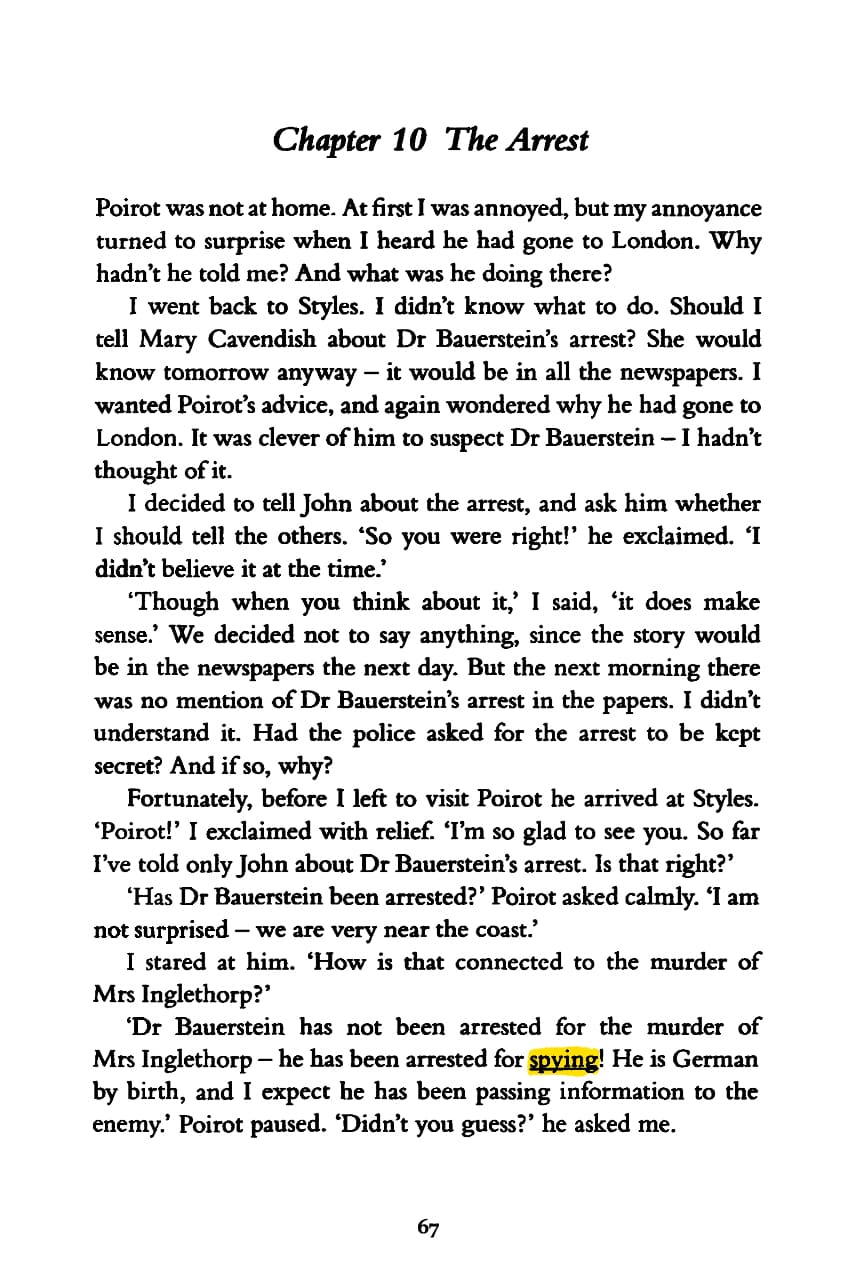 Chapter 10 The Arrest
Poirot was not at home. At first I was annoyed, but my annoyance
turned to surprise when I heard he had gone to London. Why
hadn't he told me? And what was he doing there?
I went back to Styles. I didn't know what to do. Should I
tell Mary Cavendish about Dr Bauerstein's arrest? She would
know tomorrow anyway – it would be in all the newspapers. I
wanted Poirot's advice, and again wondered why he had gone to
London. It was clever of him to suspect Dr Bauerstein – I hadn't
thought of it.
I decided to tell John about the arrest, and ask him whether
I should tell the others. ‘So you were right!’ he exclaimed. ‘I
didn't believe it at the time.’
‘Though when you think about it,’ I said, ‘it does make
sense.’ We decided not to say anything, since the story would
be in the newspapers the next day. But the next morning there
was no mention of Dr Bauerstein's arrest in the papers. I didn't
understand it. Had the police asked for the arrest to be kept
secret? And if so, why?
Fortunately, before I left to visit Poirot he arrived at Styles.
‘Poirot!’ I exclaimed with relief. ‘I'm so glad to see you. So far
I've told only John about Dr Bauerstein's arrest. Is that right?’
‘Has Dr Bauerstein been arrested?’ Poirot asked calmly. ‘I am
not surprised – we are very near the coast.’
I stared at him. ‘How is that connected to the murder of
Mrs Inglethorp?’
‘Dr Bauerstein has not been arrested for the murder of
Mrs Inglethorp – he has been arrested for spying! He is German
by birth, and I expect he has been passing information to the
enemy.’ Poirot paused. ‘Didn't you guess?’ he asked me.
67